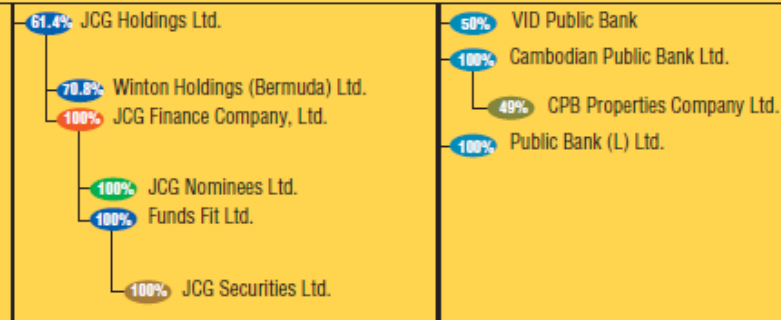 61.4% JCG Holdings Ltd.
70.8% Winton Holdings (Bermuda) Ltd.
100% JCG Finance Company, Ltd.
100% JCG Nominees Ltd.
100% Funds Fit Ltd.
100% JCG Securities Ltd.
50% VID Public Bank
100% Cambodian Public Bank Ltd.
49% CPB Properties Company Ltd.
100% Public Bank (L) Ltd.